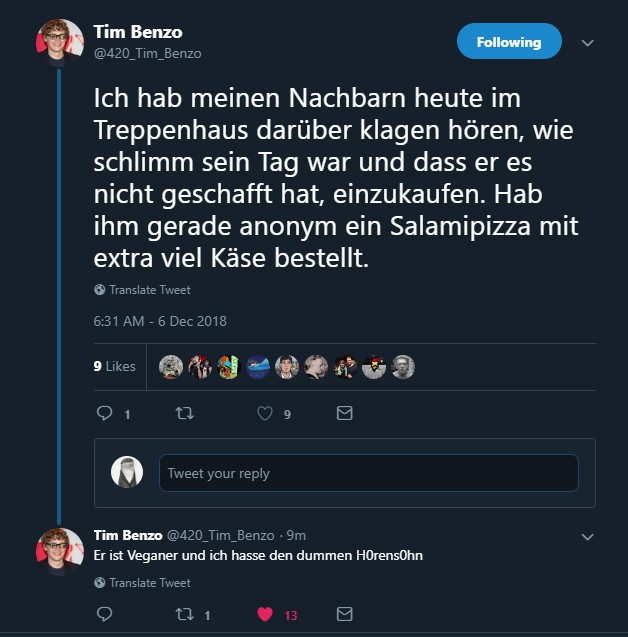 Tim Benzo
@420_Tim_Benzo
Following
Ich hab meinen Nachbarn heute im
Treppenhaus darüber klagen hören, wie
schlimm sein Tag war und dass er es
nicht geschafft hat, einzukaufen. Hab
ihm gerade anonym ein Salamipizza mit
extra viel Käse bestellt.
Translate Tweet
6:31 AM - 6 Dec 2018
9 Likes
1 9
Tweet your reply
Tim Benzo @420_Tim_Benzo · 9m
Er ist Veganer und ich hasse den dummen H0rens0hn
Translate Tweet
1 13